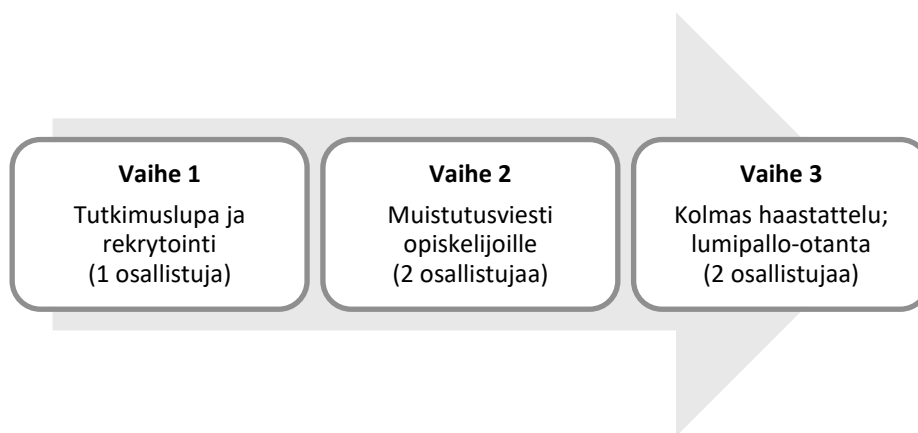 Vaihe 1
Tutkimuslupa ja
rekrytointi
(1 osallistuja)
Vaihe 2
Muistutusviesti
opiskelijoille
(2 osallistujaa)
Vaihe 3
Kolmas haastattelu;
lumipallo-otanta
(2 osallistujaa)